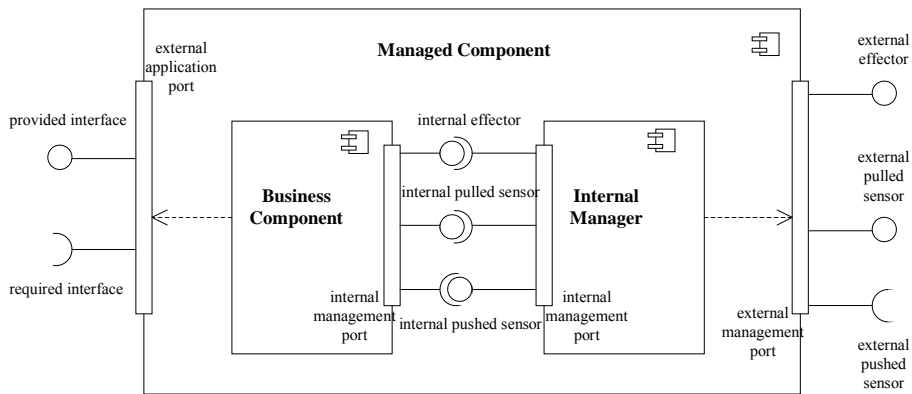 external
application
port
Managed Component
external
effector
provided interface
internal effector
external
pulled
sensor
Business
Component
internal pulled sensor
Internal
Manager
required interface
internal
management
port
internal pushed sensor
internal
management
port
external
management
port
external
pushed
sensor